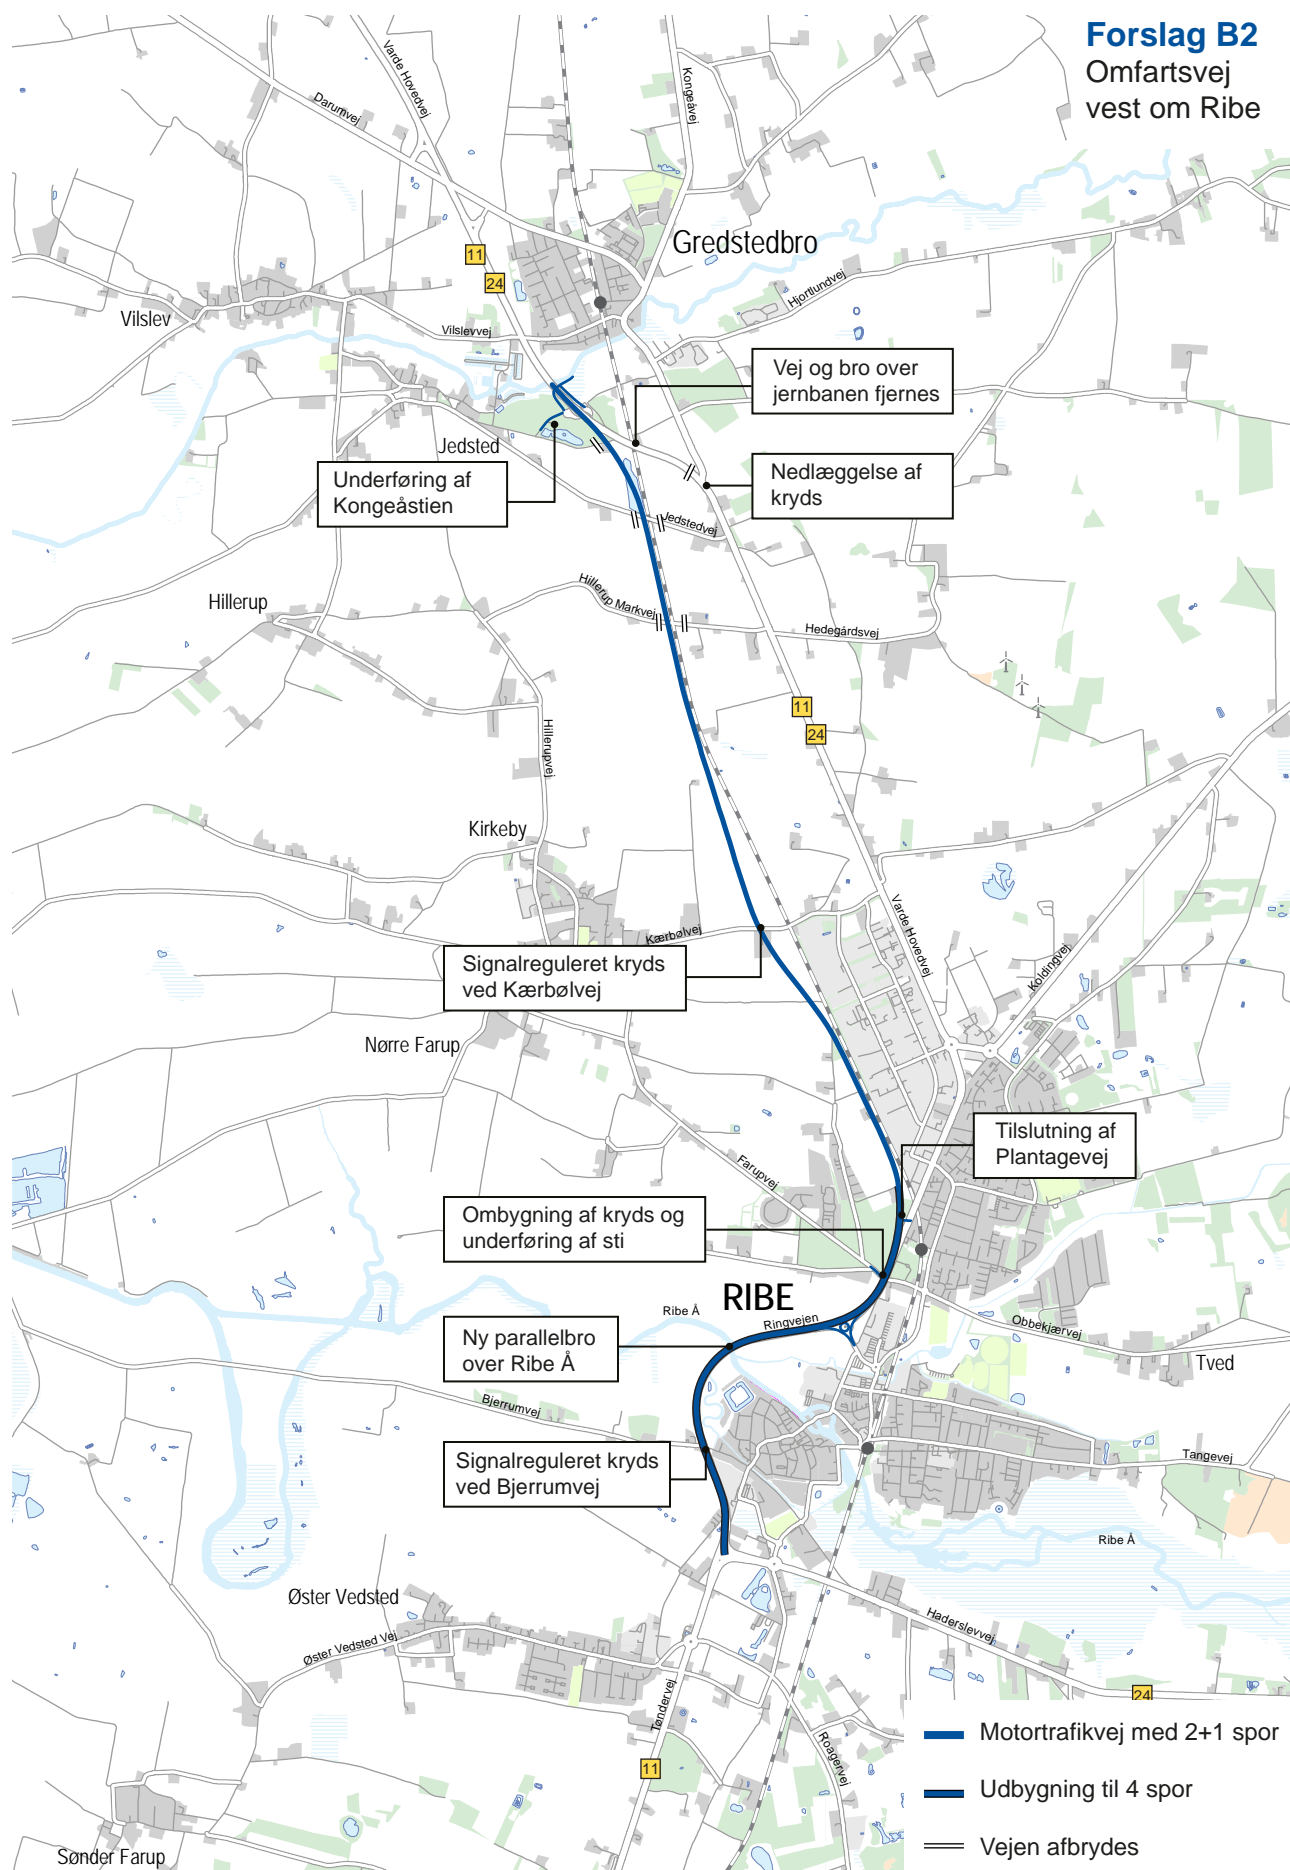 Forslag B2
Omfartsvej
vest om Ribe
Varde Hovedvej
Kongeåvej
Darumvej
11
24
Gredstedbro
Hjortlundvej
Vilslev
Vilslevvej
Vej og bro over
jernbanen fjernes
Jedsted
Underføring af
Kongeåstien
Nedlæggelse af
kryds
Jedstedvej
Hillerup
Hillerup Markvej
Hedegårdsvej
11
24
Hillerupvej
Kirkeby
Varde Hovedvej
Kærbølvej
Koldingvej
Signalreguleret kryds
ved Kærbølvej
Nørre Farup
Tilslutning af
Plantagevej
Farupvej
Ombygning af kryds og
underføring af sti
RIBE
Ribe Å
Ringvejen
Obbekjærvej
Ny parallelbro
over Ribe Å
Tved
Bjerrumvej
Signalreguleret kryds
ved Bjerrumvej
Tangevej
Ribe Å
Øster Vedsted
Haderslevvej
Øster Vedsted Vej
24
Tøndervej
Roagervej
11
Motortrafikvej med 2+1 spor
Udbygning til 4 spor
Vejen afbrydes
Sønder Farup